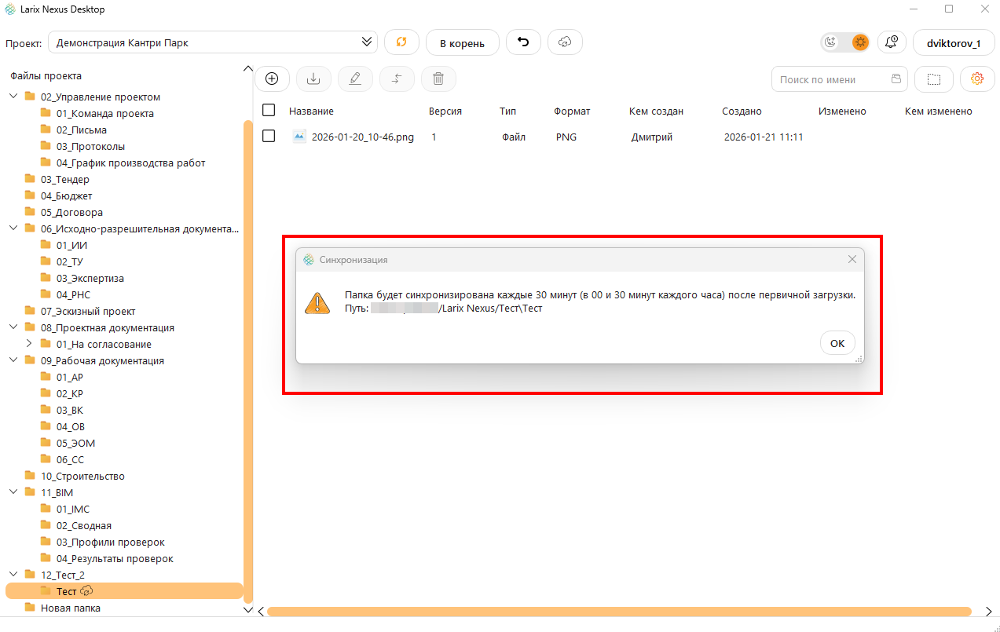 Larix Nexus Desktop
Проект: Демонстрация Кантри Парк В корень dviktorov_1
Файлы проекта
02_Управление проектом
01_Команда проекта
02_Письма
03_Протоколы
04_График производства работ
03_Тендер
04_Бюджет
05_Договора
06_Исходно-разрешительная документа...
01_ИИ
02_ТУ
03_Экспертиза
04_РНС
07_Эскизный проект
08_Проектная документация
01_На согласование
09_Рабочая документация
01_АР
02_КР
03_ВК
04_ОВ
05_ЭОМ
06_СС
10_Строительство
11_BIM
01_IMC
02_Сводная
03_Профили проверок
04_Результаты проверок
12_Тест_2
Тест
Новая папка
Поиск по имени
Название Версия Тип Формат Кем создан Создано Изменено Кем изменено
2026-01-20_10-46.png 1 Файл PNG Дмитрий 2026-01-21 11:11
Синхронизация
Папка будет синхронизирована каждые 30 минут (в 00 и 30 минут каждого часа) после первичной загрузки.
Путь: /Larix Nexus/Тест\Тест
OK